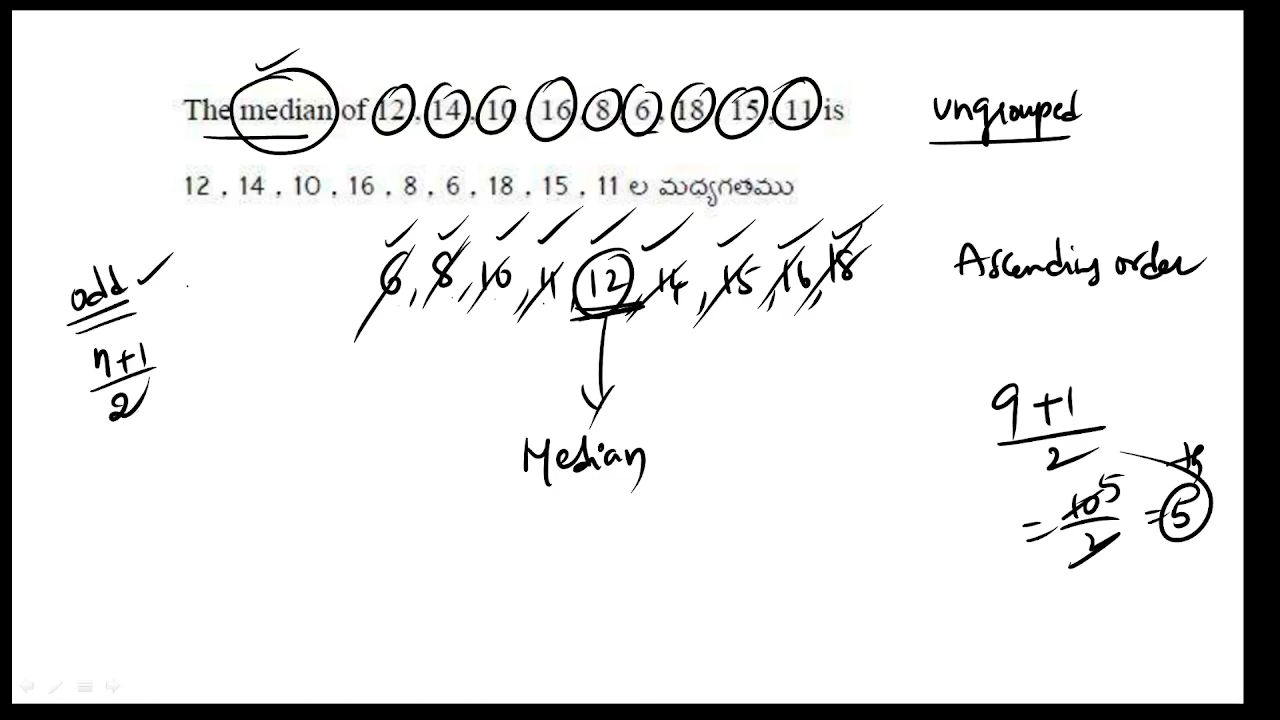 The median of 12 , 14 , 10 , 16 , 8 , 6 , 18 , 15 , 11 is
ungrouped
12 , 14 , 10 , 16 , 8 , 6 , 18 , 15 , 11 ల మధ్యగతము
6, 8, 10, 11, 12, 14, 15, 16, 18
Ascending order
odd
n+1
2
Median
9+1
2
= 10 5 = 5 th
2